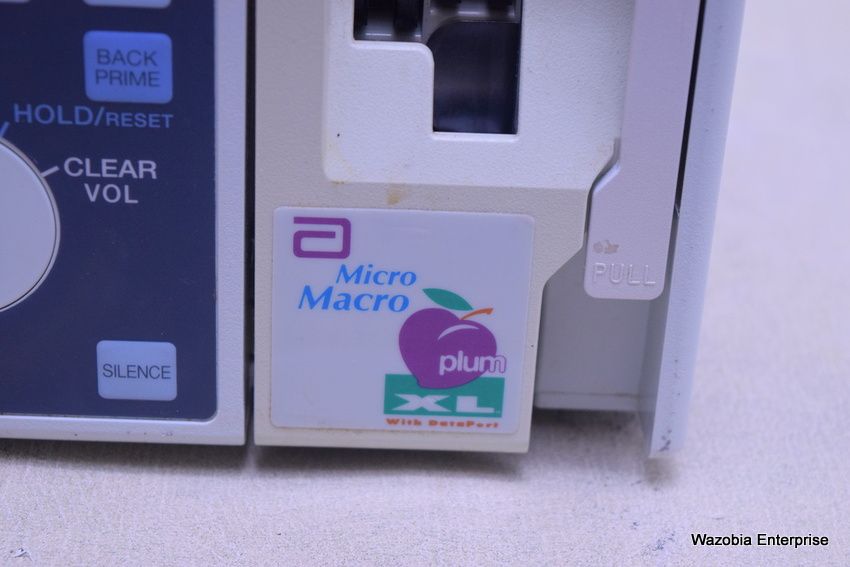 BACK
PRIME
HOLD/RESET
CLEAR
VOL
SILENCE
a
Micro
Macro
plum
XL
With DataPort
PULL
Wazobia Enterprise